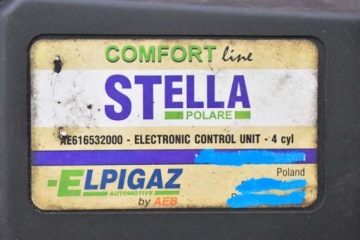 COMFORT line
STELLA
POLARE
AE616532000 - ELECTRONIC CONTROL UNIT - 4 cyl
Poland
ELPIGAZ
AUTOMOTIVE
by AEB